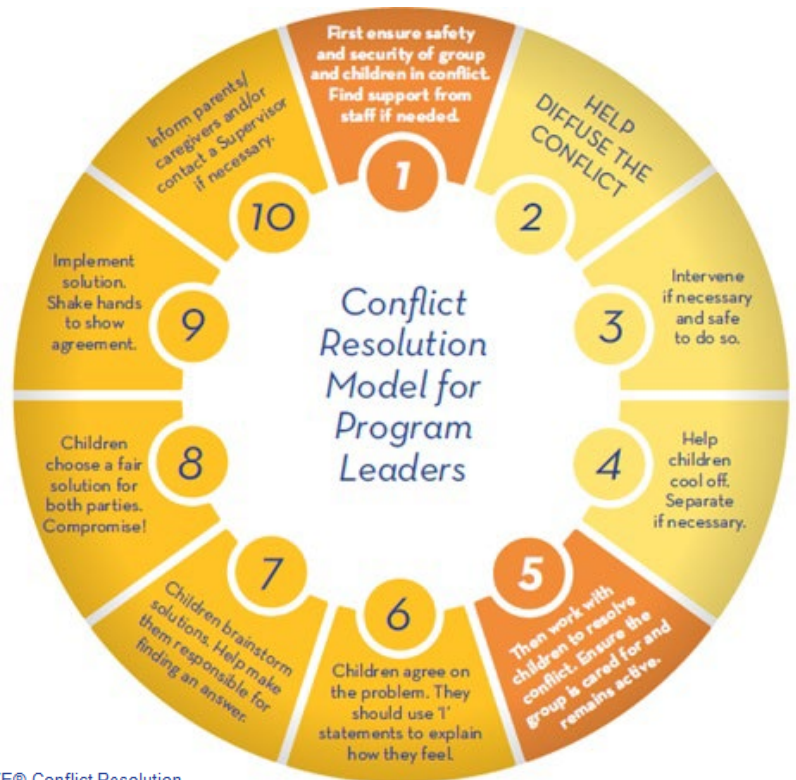 First ensure safety
and security of group
and children in conflict.
Find support from
staff if needed.
1
HELP
DIFFUSE THE
CONFLICT
2
Intervene
if necessary
and safe
to do so.
3
Help
children
cool off.
Separate
if necessary.
4
Then work with
children to resolve
conflict. Ensure the
group is cared for and
remains active.
5
Children agree on
the problem. They
should use 'I'
statements to explain
how they feel.
6
Children brainstorm
solutions. Help make
them responsible for
finding an answer.
7
Children
choose a fair
solution for
both parties.
Compromise!
8
Implement
solution.
Shake hands
to show
agreement.
9
Inform parents/
caregivers and/or
contact a Supervisor
if necessary.
10
Conflict
Resolution
Model for
Program
Leaders
® Conflict Resolution